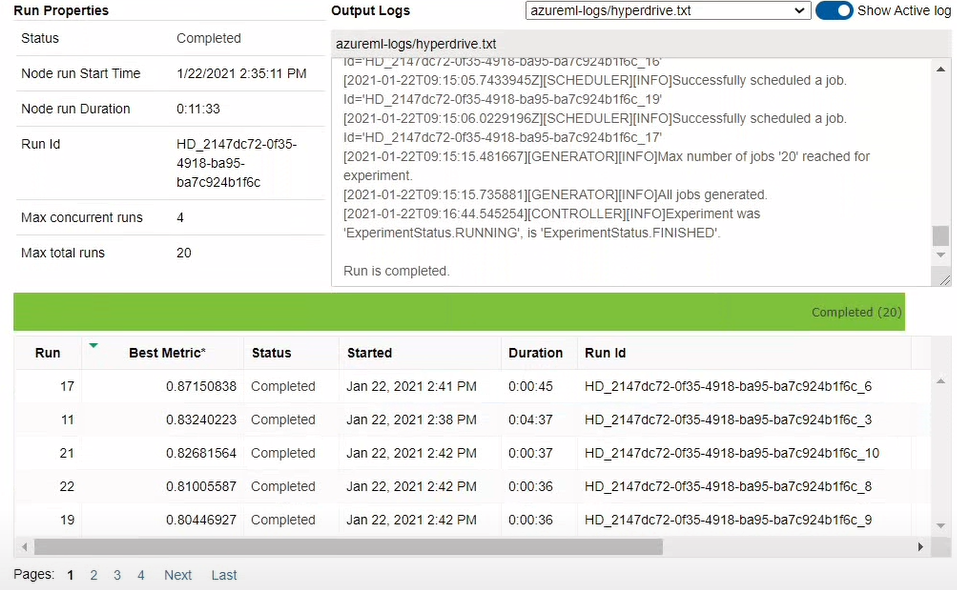 Run Properties
Status Completed
Node run Start Time 1/22/2021 2:35:11 PM
Node run Duration 0:11:33
Run Id HD_2147dc72-0f35-
4918-ba95-
ba7c924b1f6c
Max concurrent runs 4
Max total runs 20
Output Logs azureml-logs/hyperdrive.txt Show Active log
azureml-logs/hyperdrive.txt
Id='HD_2147dc72-0f35-4918-ba95-ba7c924b1f6c_16'
[2021-01-22T09:15:05.7433945Z][SCHEDULER][INFO]Successfully scheduled a job.
Id='HD_2147dc72-0f35-4918-ba95-ba7c924b1f6c_19'
[2021-01-22T09:15:06.0229196Z][SCHEDULER][INFO]Successfully scheduled a job.
Id='HD_2147dc72-0f35-4918-ba95-ba7c924b1f6c_17'
[2021-01-22T09:15:15.481667][GENERATOR][INFO]Max number of jobs '20' reached for
experiment.
[2021-01-22T09:15:15.735881][GENERATOR][INFO]All jobs generated.
[2021-01-22T09:16:44.545254][CONTROLLER][INFO]Experiment was
'ExperimentStatus.RUNNING', is 'ExperimentStatus.FINISHED'.
Run is completed.
Completed (20)
Run Best Metric* Status Started Duration Run Id
17 0.87150838 Completed Jan 22, 2021 2:41 PM 0:00:45 HD_2147dc72-0f35-4918-ba95-ba7c924b1f6c_6
11 0.83240223 Completed Jan 22, 2021 2:38 PM 0:04:37 HD_2147dc72-0f35-4918-ba95-ba7c924b1f6c_3
21 0.82681564 Completed Jan 22, 2021 2:42 PM 0:00:37 HD_2147dc72-0f35-4918-ba95-ba7c924b1f6c_10
22 0.81005587 Completed Jan 22, 2021 2:42 PM 0:00:36 HD_2147dc72-0f35-4918-ba95-ba7c924b1f6c_8
19 0.80446927 Completed Jan 22, 2021 2:42 PM 0:00:36 HD_2147dc72-0f35-4918-ba95-ba7c924b1f6c_9
Pages: 1 2 3 4 Next Last